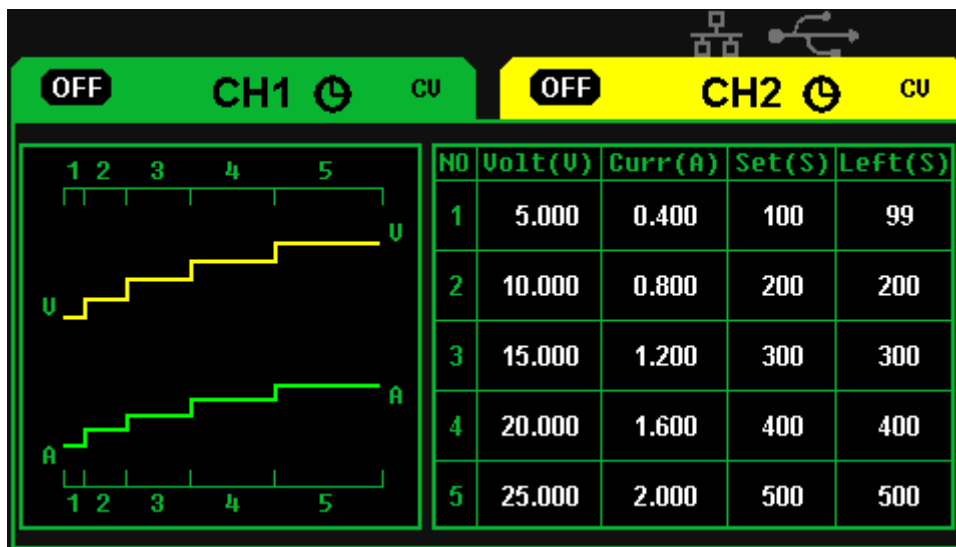 OFF CH1 CV OFF CH2 CV
1 2 3 4 5
V
V
A
A
1 2 3 4 5
NO Volt(V) Curr(A) Set(S) Left(S)
1 5.000 0.400 100 99
2 10.000 0.800 200 200
3 15.000 1.200 300 300
4 20.000 1.600 400 400
5 25.000 2.000 500 500